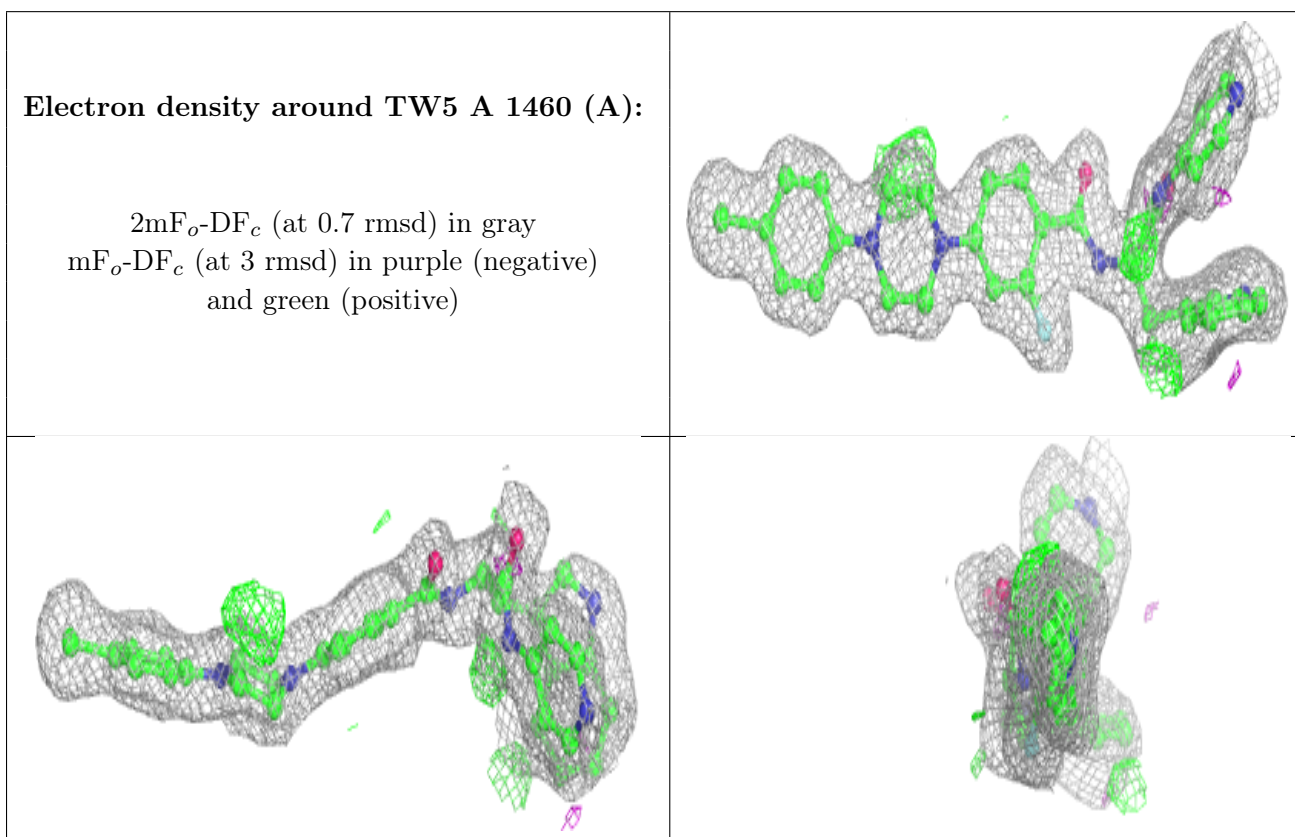 Electron density around TW5 A 1460 (A):
2mFo-DFc (at 0.7 rmsd) in gray
mFo-DFc (at 3 rmsd) in purple (negative)
and green (positive)